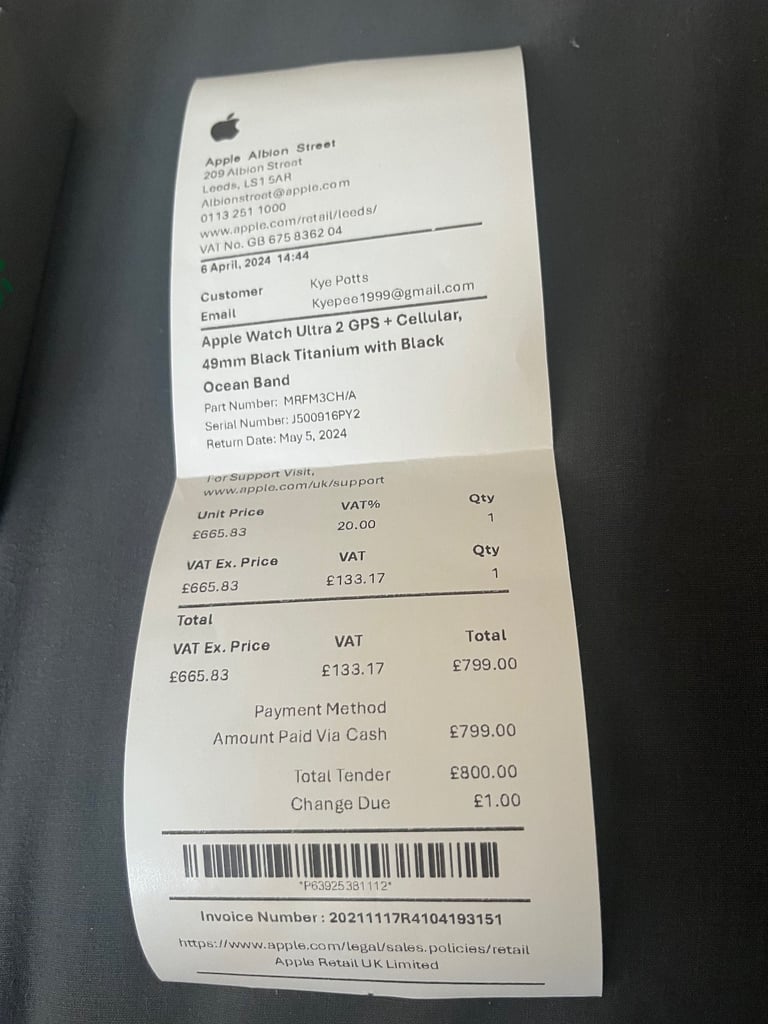 Apple Albion Street
209 Albion Street
Leeds, LS1 5AR
Albionstreet@apple.com
0113 251 1000
www.apple.com/retail/leeds/
VAT No. GB 675 8362 04
6 April, 2024 14:44
Customer Kye Potts
Email Kyepee1999@gmail.com
Apple Watch Ultra 2 GPS + Cellular,
49mm Black Titanium with Black
Ocean Band
Part Number: MRFM3CH/A
Serial Number: J500916PY2
Return Date: May 5, 2024
For Support Visit,
www.apple.com/uk/support
Unit Price VAT% Qty
£665.83 20.00 1
VAT Ex. Price VAT Qty
£665.83 £133.17 1
Total
VAT Ex. Price VAT Total
£665.83 £133.17 £799.00
Payment Method
Amount Paid Via Cash £799.00
Total Tender £800.00
Change Due £1.00
*P63925381112*
Invoice Number : 20211117R4104193151
https://www.apple.com/legal/sales.policies/retail
Apple Retail UK Limited